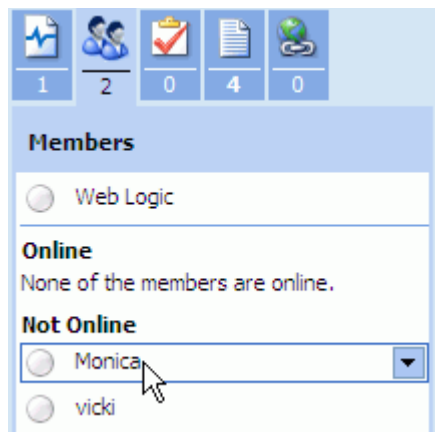 1 2 0 4 0
Members
Web Logic
Online
None of the members are online.
Not Online
Monica
vicki